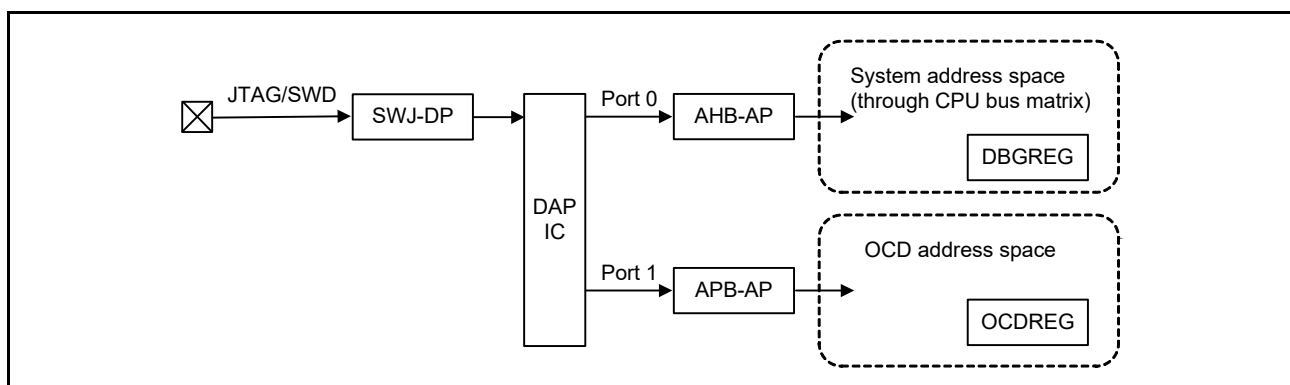 JTAG/SWD
SWJ-DP
DAP
IC
Port 0
AHB-AP
System address space
(through CPU bus matrix)
DBGREG
Port 1
APB-AP
OCD address space
OCDREG